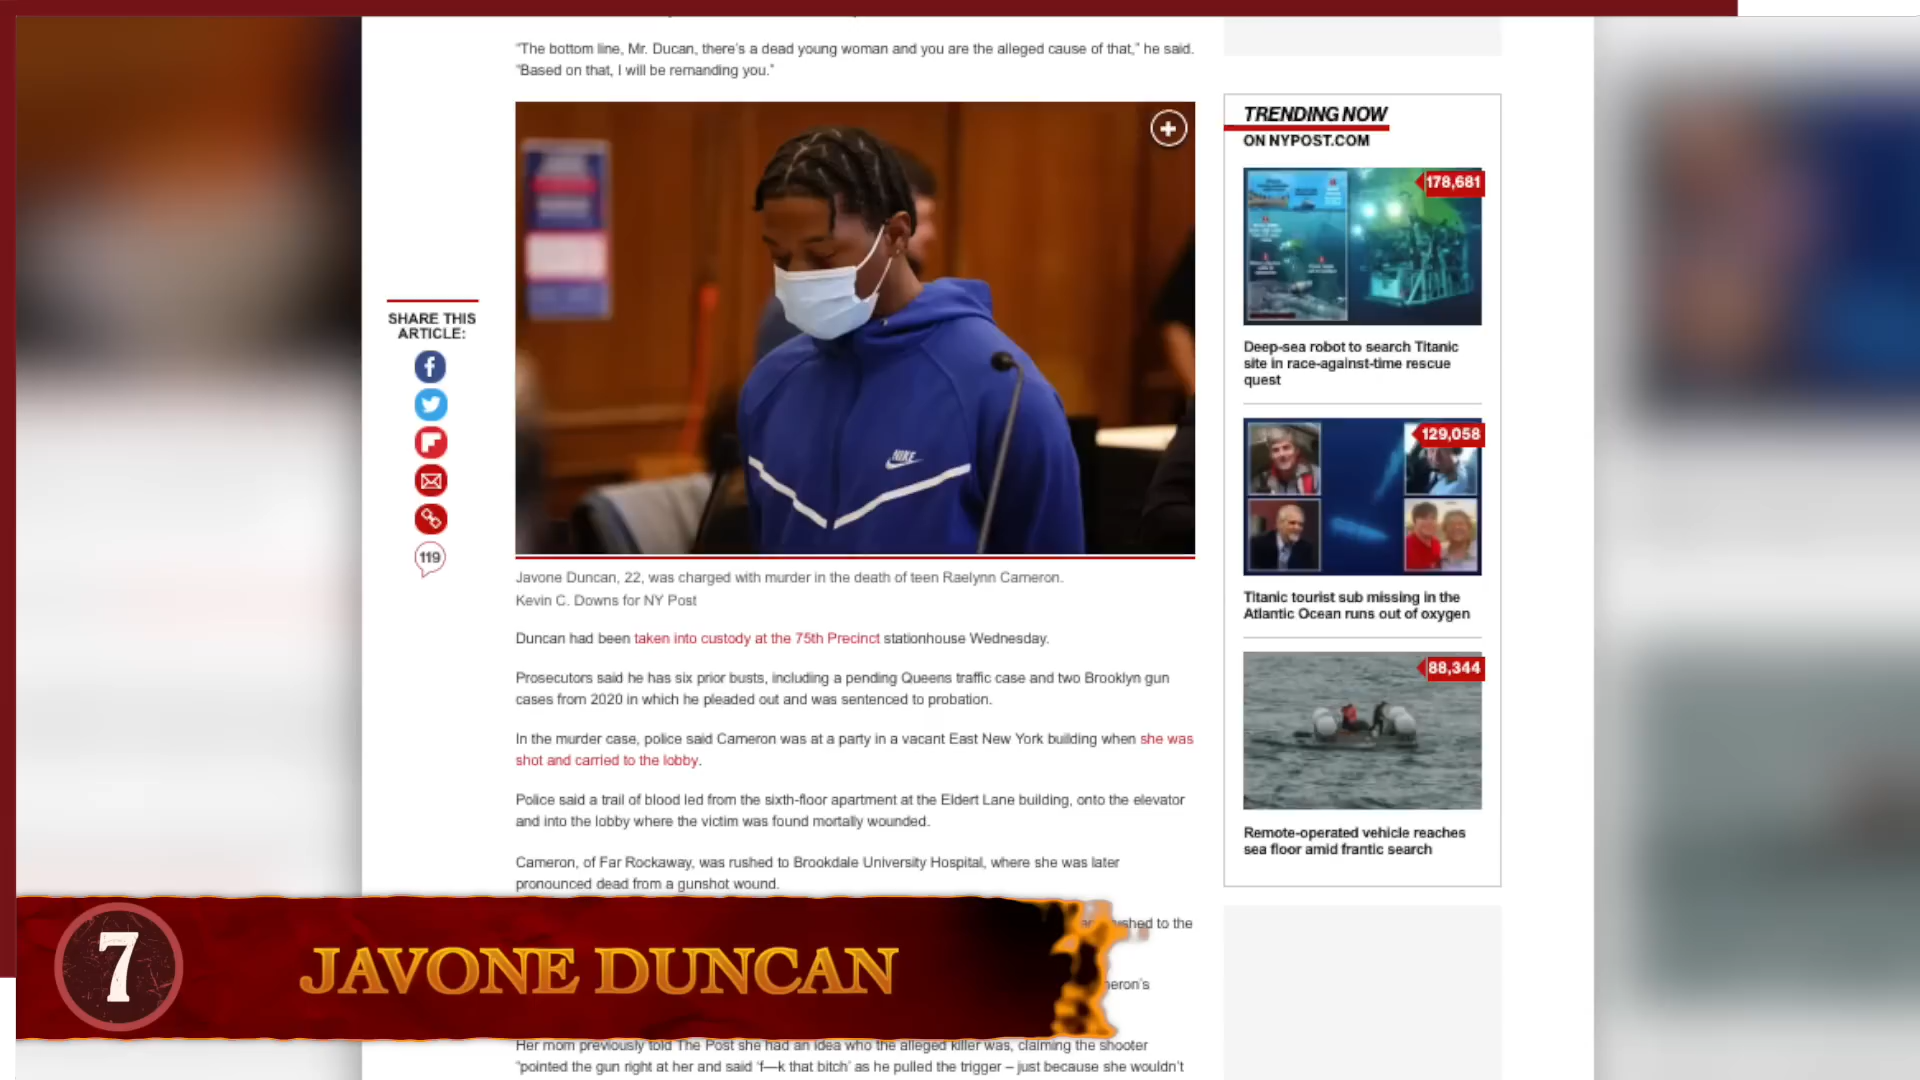 "The bottom line, Mr. Ducan, there's a dead young woman and you are the alleged cause of that," he said.
"Based on that, I will be remanding you."
SHARE THIS
ARTICLE:
119
NIKE
Javone Duncan, 22, was charged with murder in the death of teen Raelynn Cameron.
Kevin C. Downs for NY Post
Duncan had been taken into custody at the 75th Precinct stationhouse Wednesday.
Prosecutors said he has six prior busts, including a pending Queens traffic case and two Brooklyn gun
cases from 2020 in which he pleaded out and was sentenced to probation.
In the murder case, police said Cameron was at a party in a vacant East New York building when she was
shot and carried to the lobby.
Police said a trail of blood led from the sixth-floor apartment at the Eldert Lane building, onto the elevator
and into the lobby where the victim was found mortally wounded.
Cameron, of Far Rockaway, was rushed to Brookdale University Hospital, where she was later
pronounced dead from a gunshot wound.
to the
Her mom previously told The Post she had an idea who the alleged killer was, claiming the shooter
"pointed the gun right at her and said 'f—k that bitch' as he pulled the trigger – just because she wouldn't
TRENDING NOW
ON NYPOST.COM
178,681
Deep-sea robot to search Titanic
site in race-against-time rescue
quest
129,058
Titanic tourist sub missing in the
Atlantic Ocean runs out of oxygen
88,344
Remote-operated vehicle reaches
sea floor amid frantic search
7
JAVONE DUNCAN